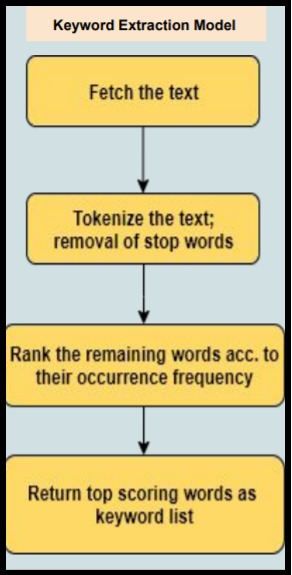 Keyword Extraction Model
Fetch the text
Tokenize the text;
removal of stop words
Rank the remaining words acc. to
their occurrence frequency
Return top scoring words as
keyword list